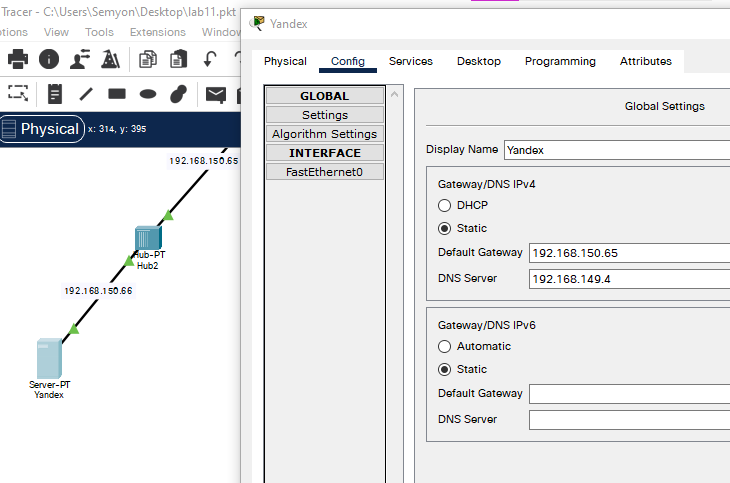 Tracer - C:\Users\Semyon\Desktop\lab11.pkt
Yandex
ptions View Tools Extensions Window
Physical Config Services Desktop Programming Attributes
Physical x: 314, y: 395
GLOBAL
Settings
Algorithm Settings
INTERFACE
FastEthernet0
Global Settings
Display Name Yandex
Gateway/DNS IPv4
DHCP
Static
Default Gateway 192.168.150.65
DNS Server 192.168.149.4
Gateway/DNS IPv6
Automatic
Static
Default Gateway
DNS Server
192.168.150.65
Hub-PT
Hub2
192.168.150.66
Server-PT
Yandex